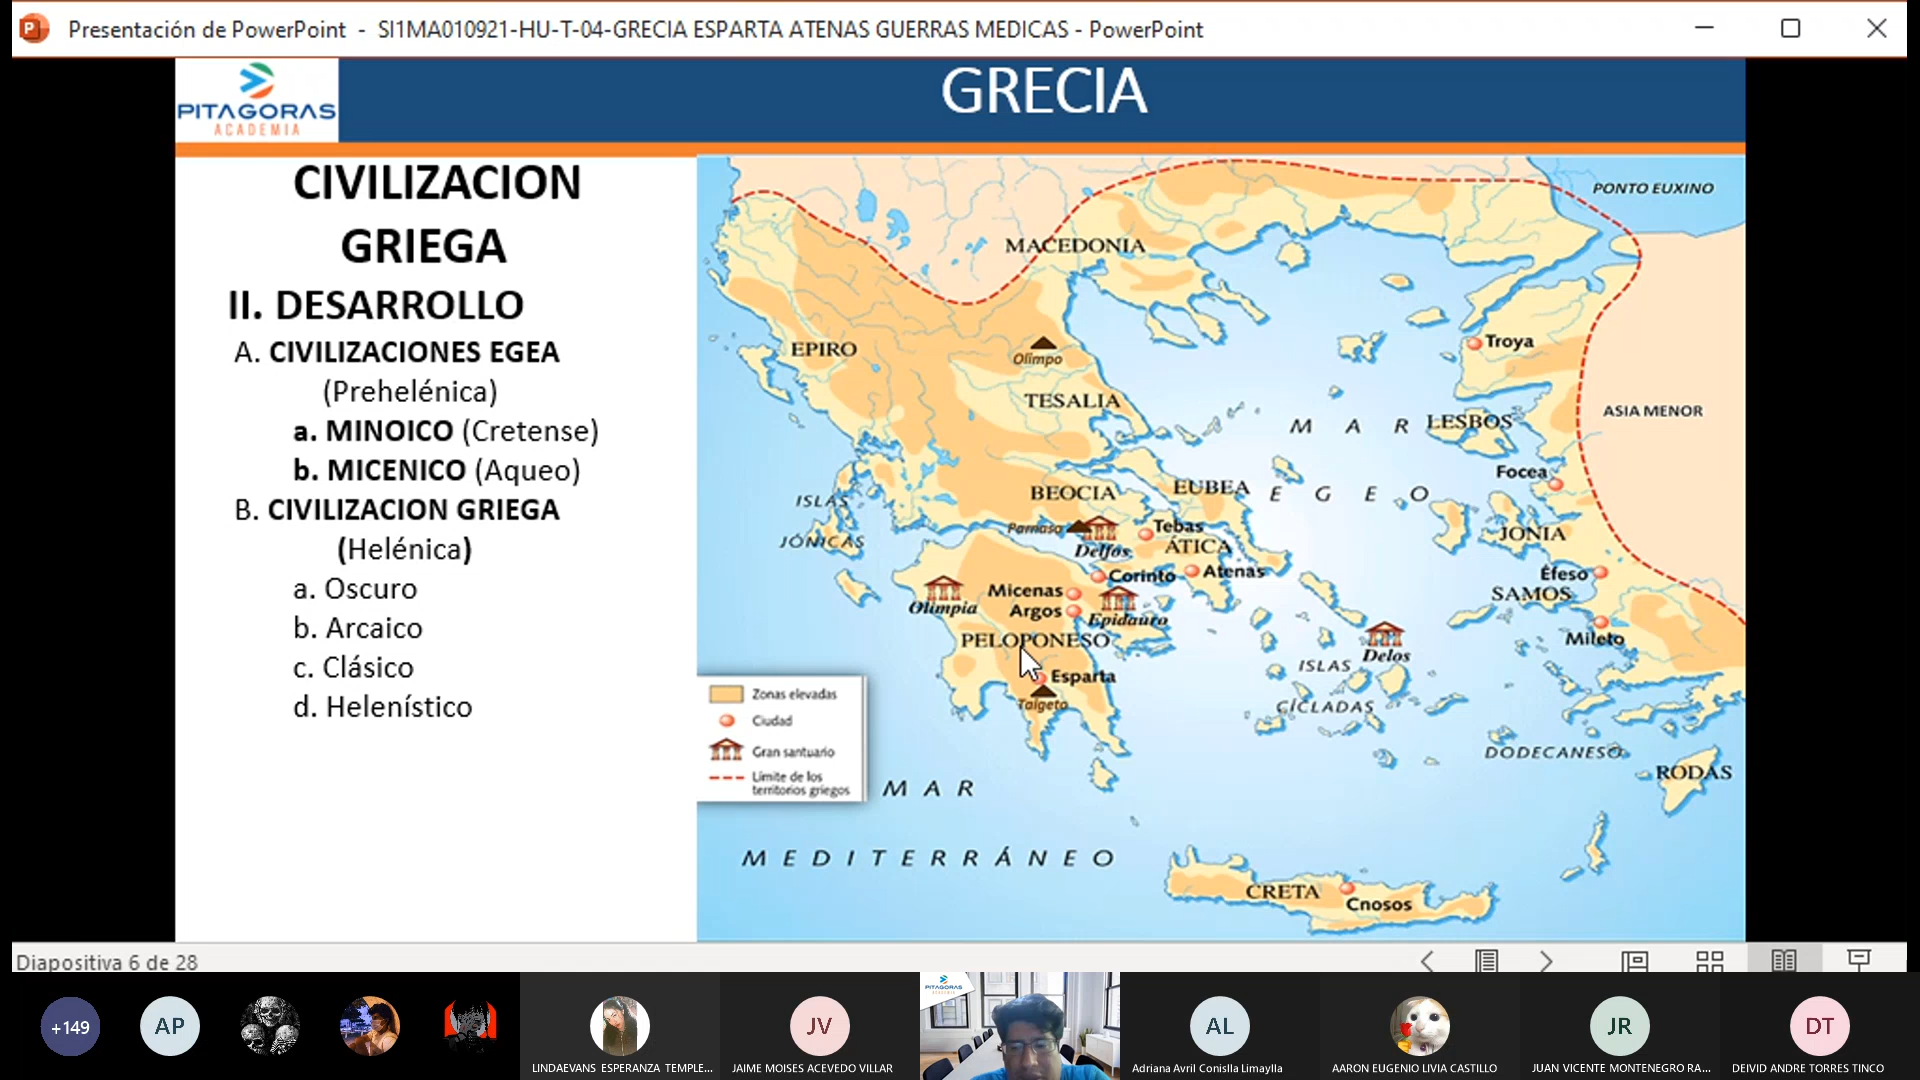 Presentación de PowerPoint - SI1MA010921-HU-T-04-GRECIA ESPARTA ATENAS GUERRAS MEDICAS - PowerPoint
PITAGORAS
ACADEMIA
GRECIA
CIVILIZACION
GRIEGA
II. DESARROLLO
A. CIVILIZACIONES EGEA
(Prehelénica)
a. MINOICO (Cretense)
b. MICENICO (Aqueo)
B. CIVILIZACION GRIEGA
(Helénica)
a. Oscuro
b. Arcaico
c. Clásico
d. Helenístico
PONTO EUXINO
MACEDONIA
EPIRO
Olimpo
Troya
TESALIA
ASIA MENOR
MAR
LESBOS
Focea
BEOCIA
EUBEA
EGEO
ISLAS
JÓNICAS
Parnaso
Delfos
Tebas
ÁTICA
JONIA
Corinto
Atenas
Éfeso
Olimpia
Micenas
Argos
Epidauro
SAMOS
PELOPONESO
Mileto
Delos
ISLAS
CÍCLADAS
Esparta
Taigeto
DODECANESO
RODAS
Zonas elevadas
Ciudad
Gran santuario
Límite de los
territorios griegos
MAR
MEDITERRÁNEO
CRETA
Cnosos
Diapositiva 6 de 28
+149
AP
LINDAEVANS ESPERANZA TEMPLE...
JV
JAIME MOISES ACEVEDO VILLAR
PITAGORAS
AL
Adriana Avril Conislla Limaylla
AARON EUGENIO LIVIA CASTILLO
JR
JUAN VICENTE MONTENEGRO RA...
DT
DEIVID ANDRE TORRES TINCO